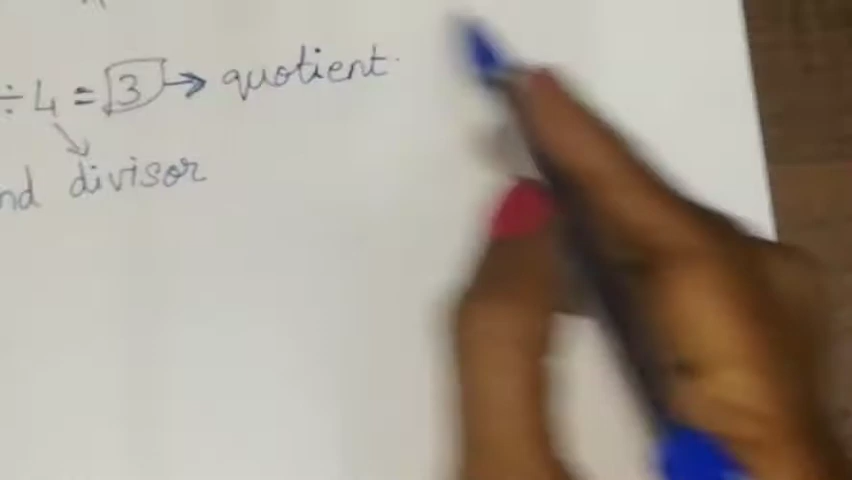 ÷ 4 = 3 → quotient.
nd divisor